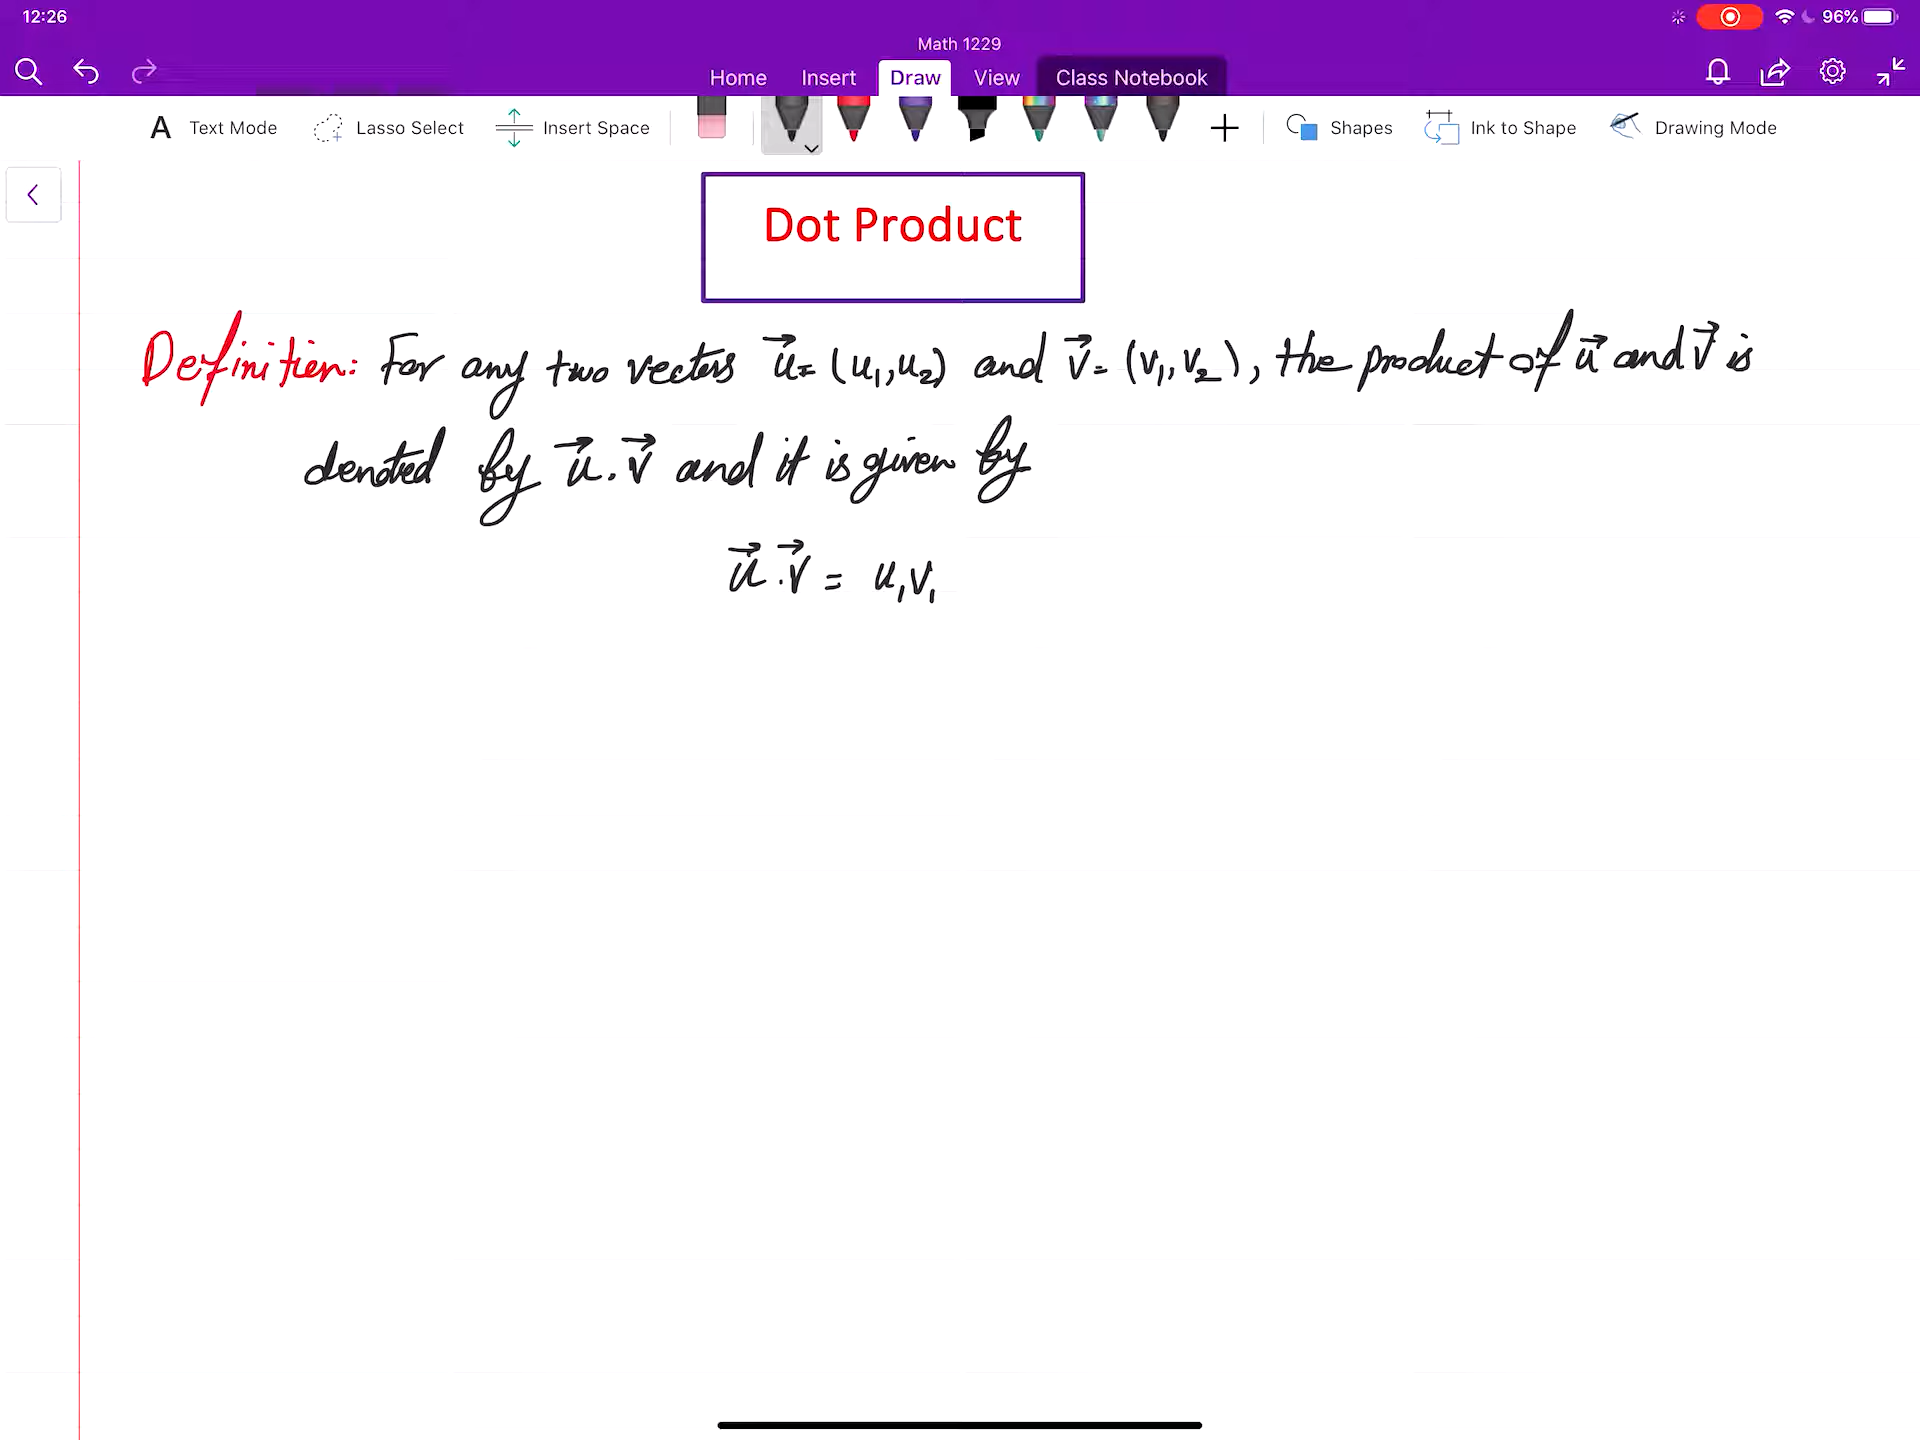 12:26
96%
Math 1229
Home Insert Draw View Class Notebook
A Text Mode Lasso Select Insert Space Shapes Ink to Shape Drawing Mode
Dot Product
Definition: For any two vectors u⃗ = (u₁, u₂) and v⃗ = (v₁, v₂), the product of u⃗ and v⃗ is
denoted by u⃗ . v⃗ and it is given by
u⃗ . v⃗ = u₁v₁